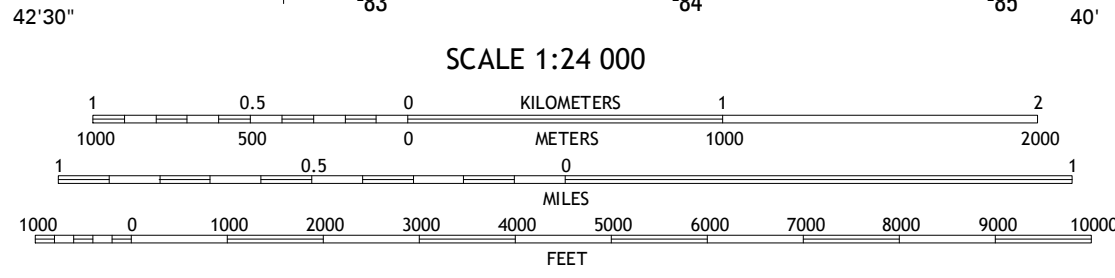 42'30" ⁻83 ⁻84 ⁻85 40'
SCALE 1:24 000
1 0.5 0 KILOMETERS 1 2
1000 500 0 METERS 1000 2000
1 0.5 0 1
MILES
1000 0 1000 2000 3000 4000 5000 6000 7000 8000 9000 10000
FEET